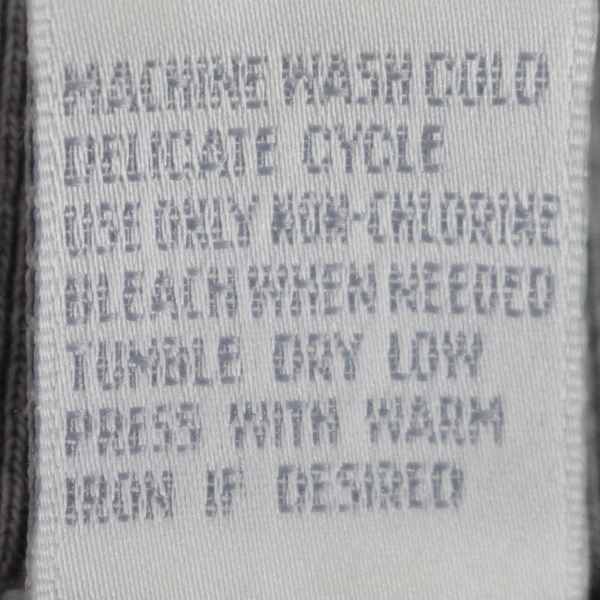 MACHINE WASH COLD
DELICATE CYCLE
USE ONLY NON-CHLORINE
BLEACH WHEN NEEDED
TUMBLE DRY LOW
PRESS WITH WARM
IRON IF DESIRED